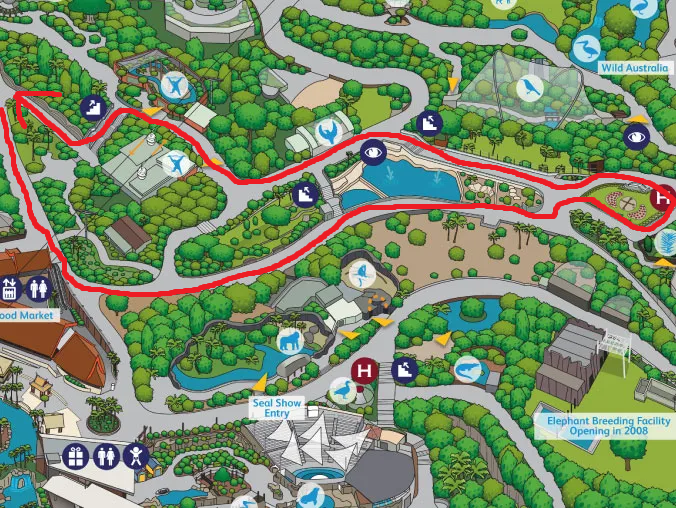 Wild Australia
H
ood Market
H
Seal Show
Entry
Elephant Breeding Facility
Opening in 2008